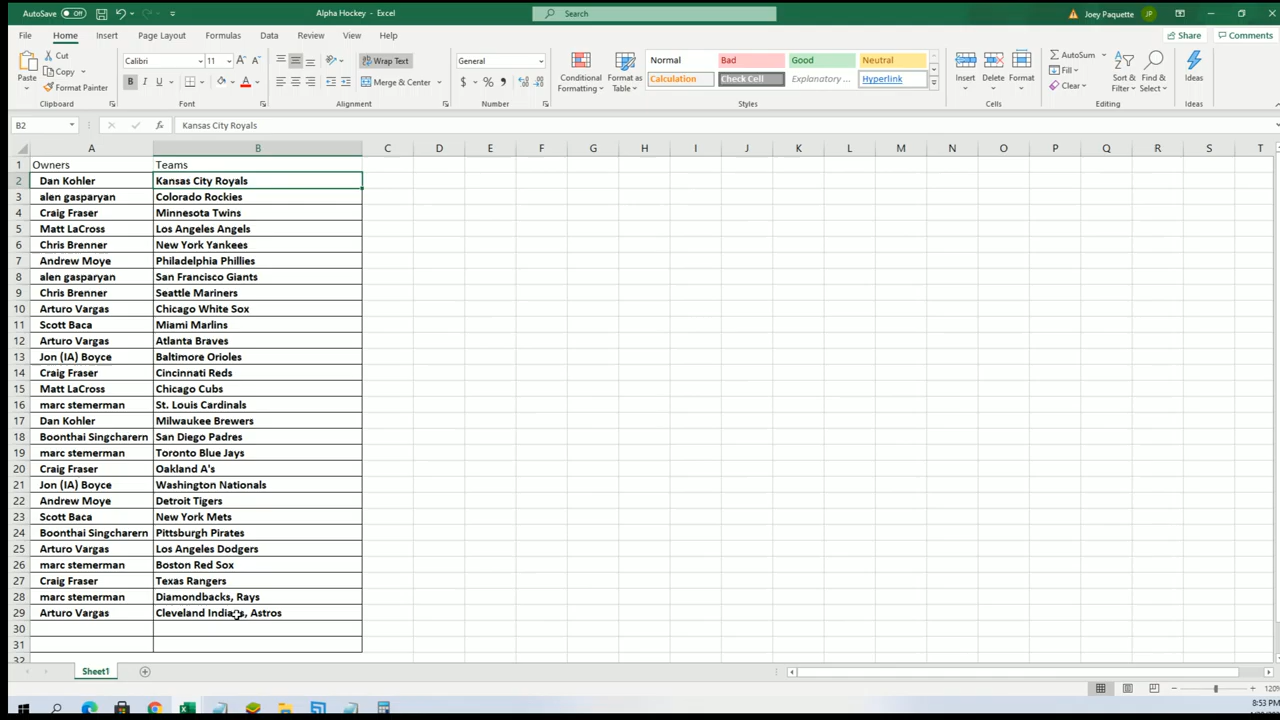 AutoSave Off Alpha Hockey - Excel Search Joey Paquette JP
File Home Insert Page Layout Formulas Data Review View Help Share Comments
Paste Cut Copy Format Painter Clipboard
Calibri 11 A A B I U A Font
Wrap Text Merge & Center Alignment
General $ % , Number
Conditional Formatting Format as Table Normal Bad Good Neutral Calculation Check Cell Explanatory ... Hyperlink Styles
Insert Delete Format Cells
AutoSum Fill Clear Sort & Filter Find & Select Editing
Ideas Ideas
B2 fx Kansas City Royals
A B C D E F G H I J K L M N O P Q R S T
1 Owners Teams
2 Dan Kohler Kansas City Royals
3 alen gasparyan Colorado Rockies
4 Craig Fraser Minnesota Twins
5 Matt LaCross Los Angeles Angels
6 Chris Brenner New York Yankees
7 Andrew Moye Philadelphia Phillies
8 alen gasparyan San Francisco Giants
9 Chris Brenner Seattle Mariners
10 Arturo Vargas Chicago White Sox
11 Scott Baca Miami Marlins
12 Arturo Vargas Atlanta Braves
13 Jon (IA) Boyce Baltimore Orioles
14 Craig Fraser Cincinnati Reds
15 Matt LaCross Chicago Cubs
16 marc stemerman St. Louis Cardinals
17 Dan Kohler Milwaukee Brewers
18 Boonthai Singcharern San Diego Padres
19 marc stemerman Toronto Blue Jays
20 Craig Fraser Oakland A's
21 Jon (IA) Boyce Washington Nationals
22 Andrew Moye Detroit Tigers
23 Scott Baca New York Mets
24 Boonthai Singcharern Pittsburgh Pirates
25 Arturo Vargas Los Angeles Dodgers
26 marc stemerman Boston Red Sox
27 Craig Fraser Texas Rangers
28 marc stemerman Diamondbacks, Rays
29 Arturo Vargas Cleveland Indians, Astros
30
31
32
Sheet1
120%
8:53 PM